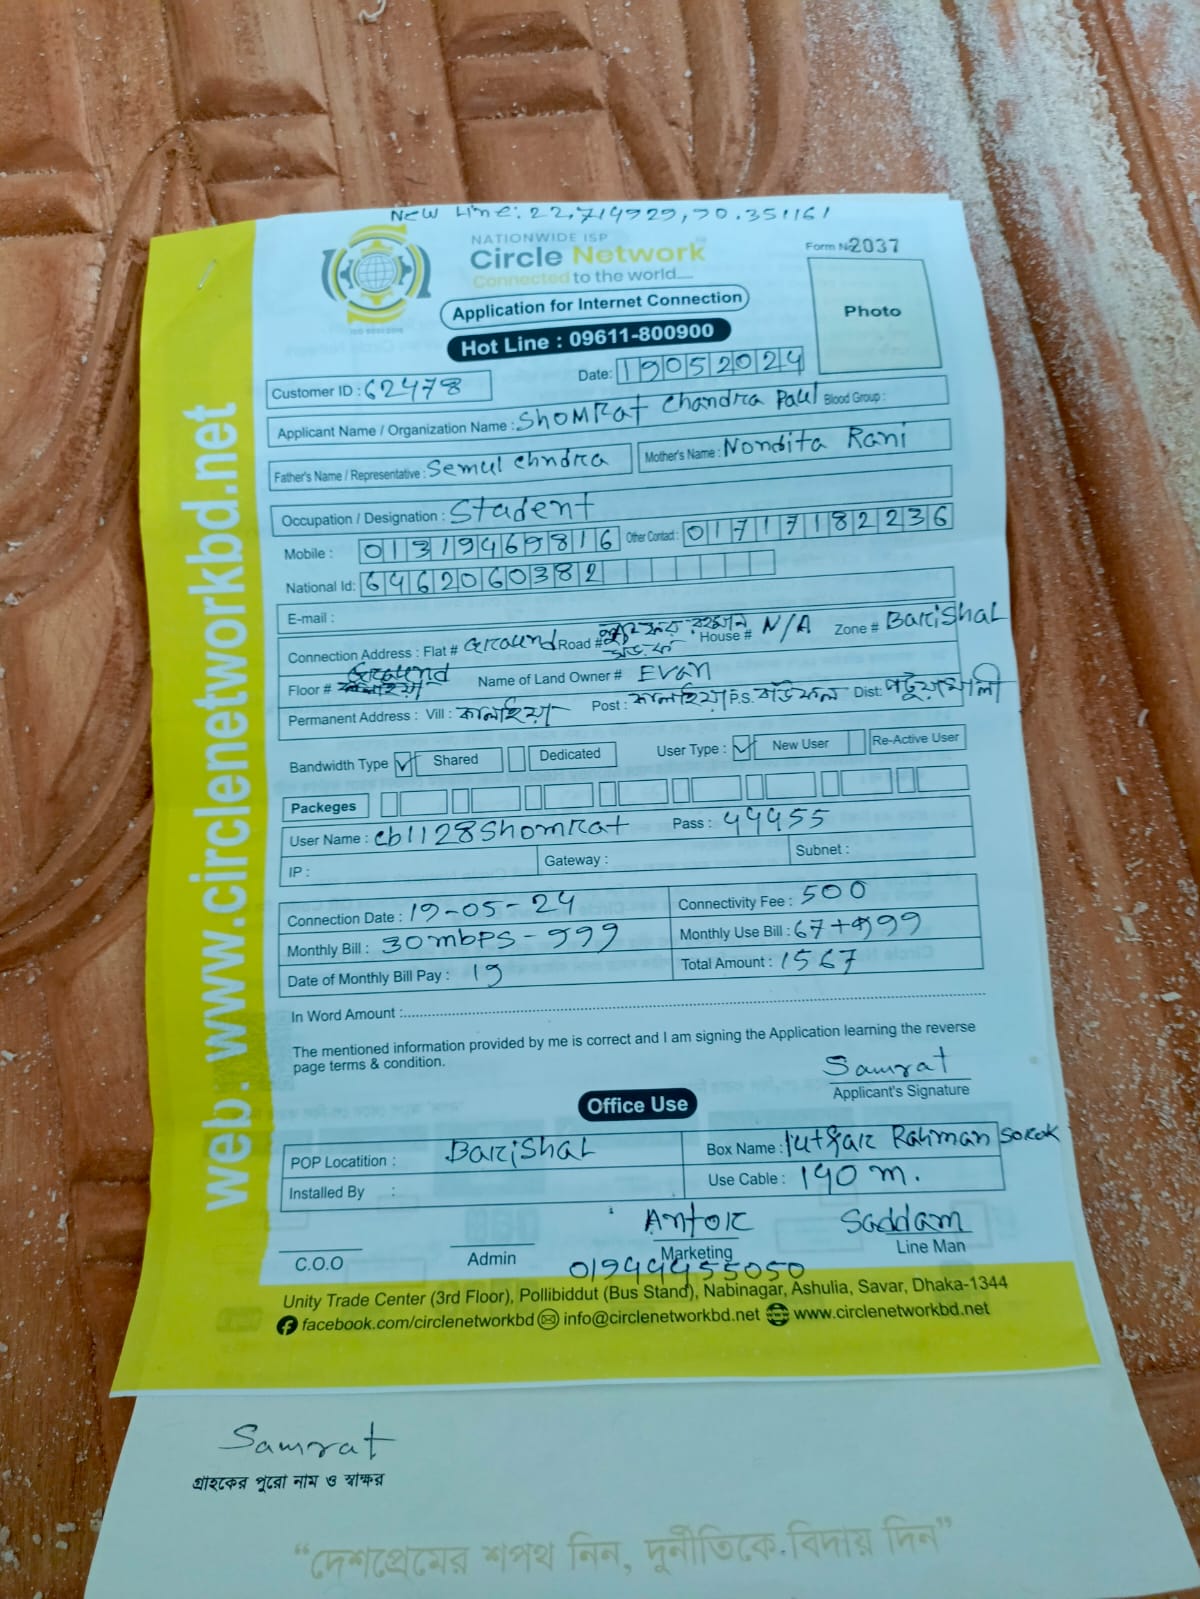 New Line: 22.714929, 90.351161
NATIONWIDE ISP
Circle Network
Connected to the world....
Form No 2037
Application for Internet Connection
Hot Line : 09611-800900
Photo
ISO 9001:2015
Customer ID : 62478
Date: 19052024
Applicant Name / Organization Name : ShomRat Chandra Paul Blood Group :
Father's Name / Representative : Semul Chndra Mother's Name : Nondita Rani
Occupation / Designation : Student
Mobile : 01319469816 Other Contact : 01717182236
National Id: 6462060382
E-mail :
Connection Address : Flat # Graound Road # House # N/A Zone # Barishal
Floor # Graound Name of Land Owner # Evan
Permanent Address : Vill : কালাইয়া Post : কালাইয়া P.S. বাউফল Dist: পটুয়াখালী
Bandwidth Type Shared Dedicated User Type : New User Re-Active User
Packeges
User Name : cb1128ShomRat Pass : 44455
IP : Gateway : Subnet :
Connection Date : 19-05-24 Connectivity Fee : 500
Monthly Bill : 30mbps - 999 Monthly Use Bill : 67+999
Date of Monthly Bill Pay : 19 Total Amount : 1567
In Word Amount :
The mentioned information provided by me is correct and I am signing the Application learning the reverse
page terms & condition.
Samrat
Applicant's Signature
Office Use
POP Locatition : Barishal Box Name : lutfar Rahman Sorok
Installed By : Use Cable : 190 m.
Antor Saddam
C.O.O Admin Marketing Line Man
01944455050
Unity Trade Center (3rd Floor), Pollibiddut (Bus Stand), Nabinagar, Ashulia, Savar, Dhaka-1344
facebook.com/circlenetworkbd info@circlenetworkbd.net www.circlenetworkbd.net
web: www.circlenetworkbd.net
Samrat
গ্রাহকের পুরো নাম ও স্বাক্ষর
“দেশপ্রেমের শপথ নিন, দুর্নীতিকে বিদায় দিন”